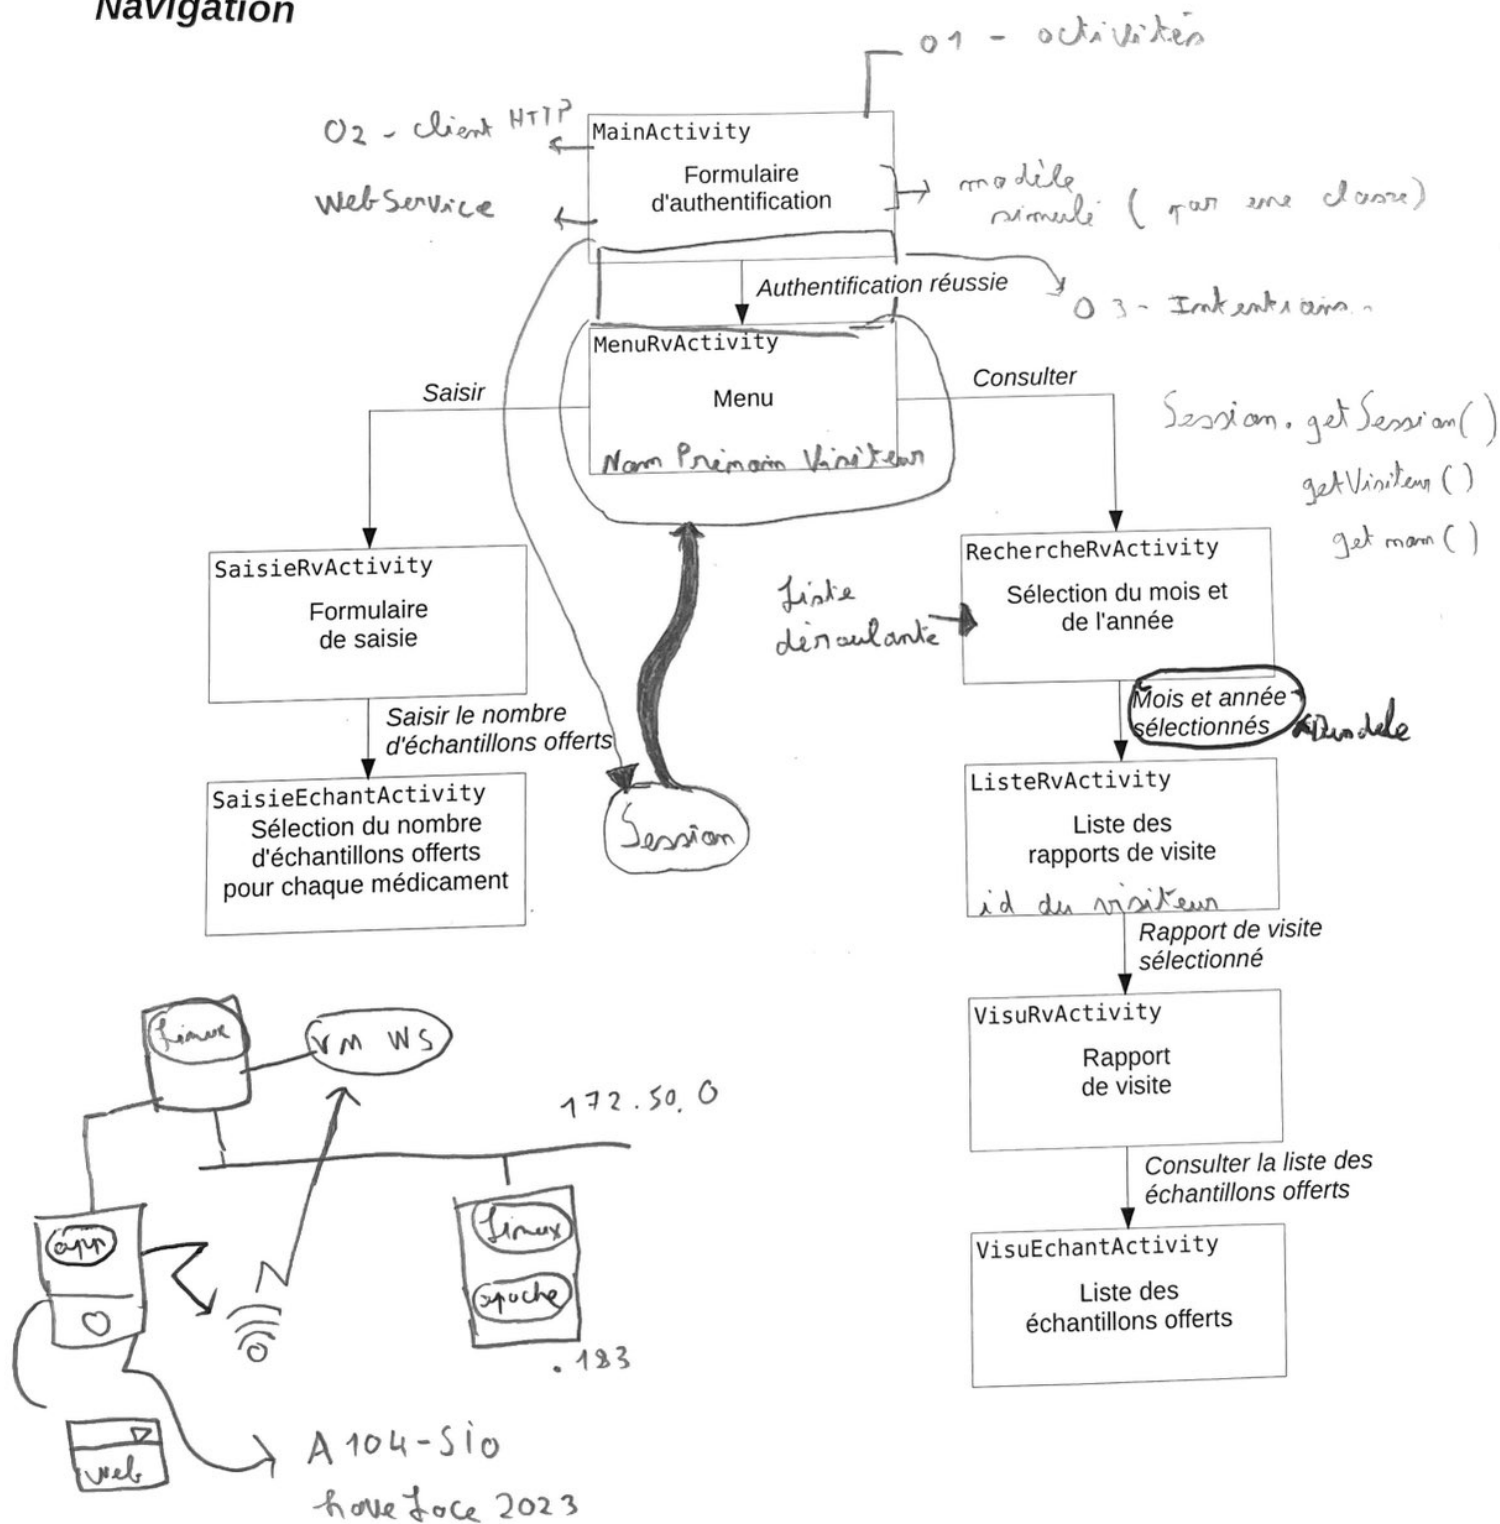 Navigation
01 - activités
02 - client HTTP
WebService
MainActivity
Formulaire
d'authentification
modèle
simulé (par une classe)
Authentification réussie
03 - Intentions..
MenuRvActivity
Menu
Nom Prénom Visiteur
Saisir
Consulter
Session.getSession()
getVisiteur()
getnom()
SaisieRvActivity
Formulaire
de saisie
Saisir le nombre
d'échantillons offerts
SaisieEchantActivity
Sélection du nombre
d'échantillons offerts
pour chaque médicament
Session
Liste
déroulante
RechercheRvActivity
Sélection du mois et
de l'année
Mois et année
sélectionnés
ListeRvActivity
Liste des
rapports de visite
id du visiteur
Rapport de visite
sélectionné
VisuRvActivity
Rapport
de visite
Consulter la liste des
échantillons offerts
VisuEchantActivity
Liste des
échantillons offerts
Linux
VM WS
172.50.0
app
Linux
apache
.183
web
A104-SIO
2023